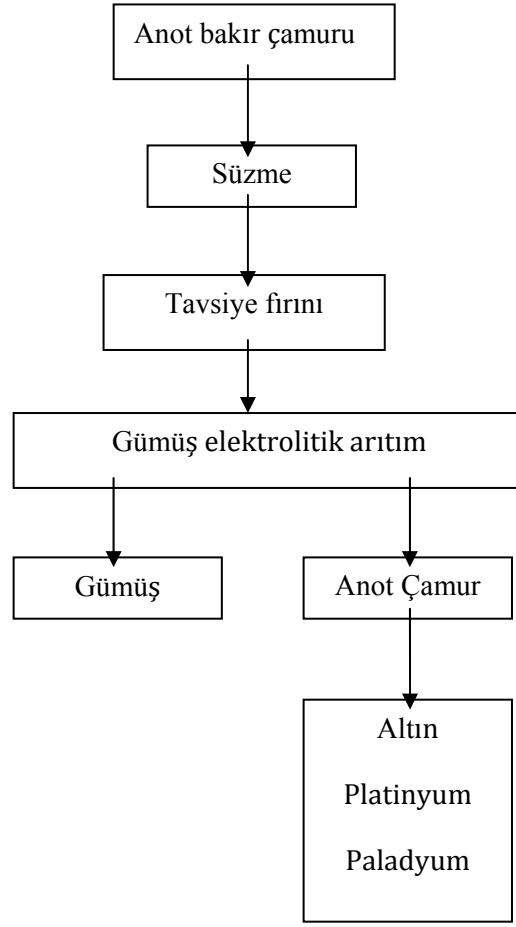 Anot bakır çamuru
Süzme
Tavsiye fırını
Gümüş elektrolitik arıtım
Gümüş
Anot Çamur
Altın
Platinyum
Paladyum